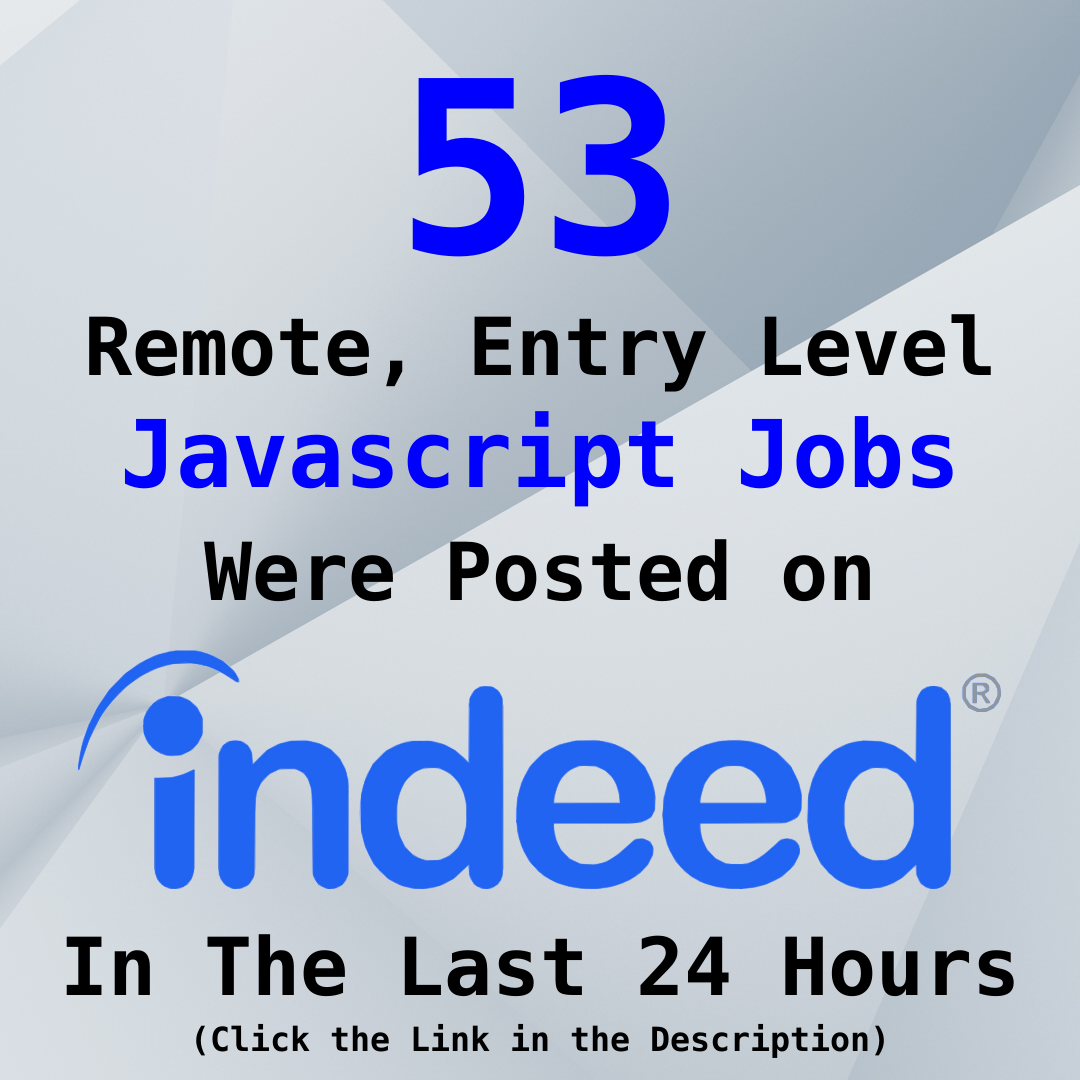 53
Remote, Entry Level
Javascript Jobs
Were Posted on
indeed®
In The Last 24 Hours
(Click the Link in the Description)